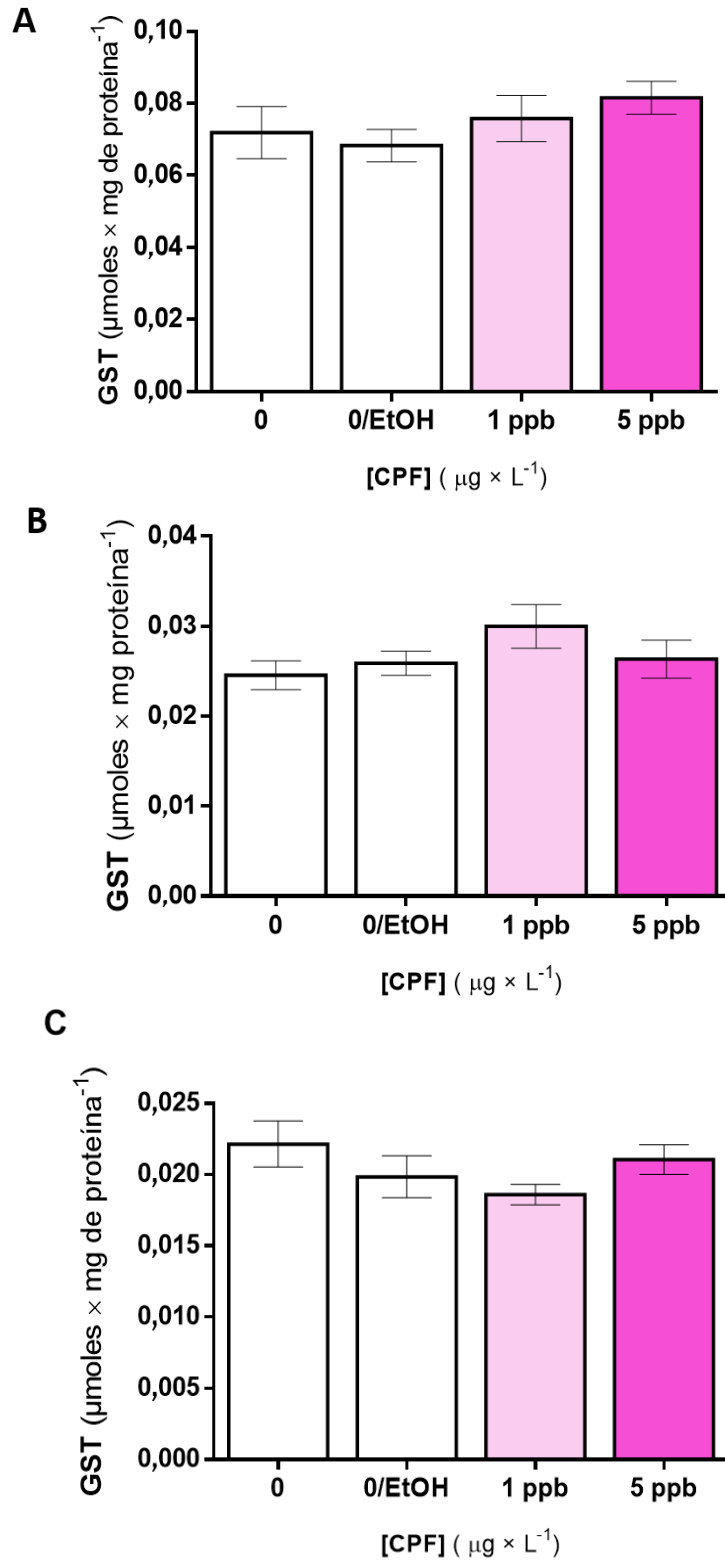 A
GST (µmoles × mg de proteína-1)
0,10
0,08
0,06
0,04
0,02
0,00
0 0/EtOH 1 ppb 5 ppb
[CPF] ( µg × L-1)
B
GST (µmoles × mg proteína-1)
0,04
0,03
0,02
0,01
0,00
0 0/EtOH 1 ppb 5 ppb
[CPF] ( µg × L-1)
C
GST (µmoles × mg de proteína-1)
0,025
0,020
0,015
0,010
0,005
0,000
0 0/EtOH 1 ppb 5 ppb
[CPF] ( µg × L-1)